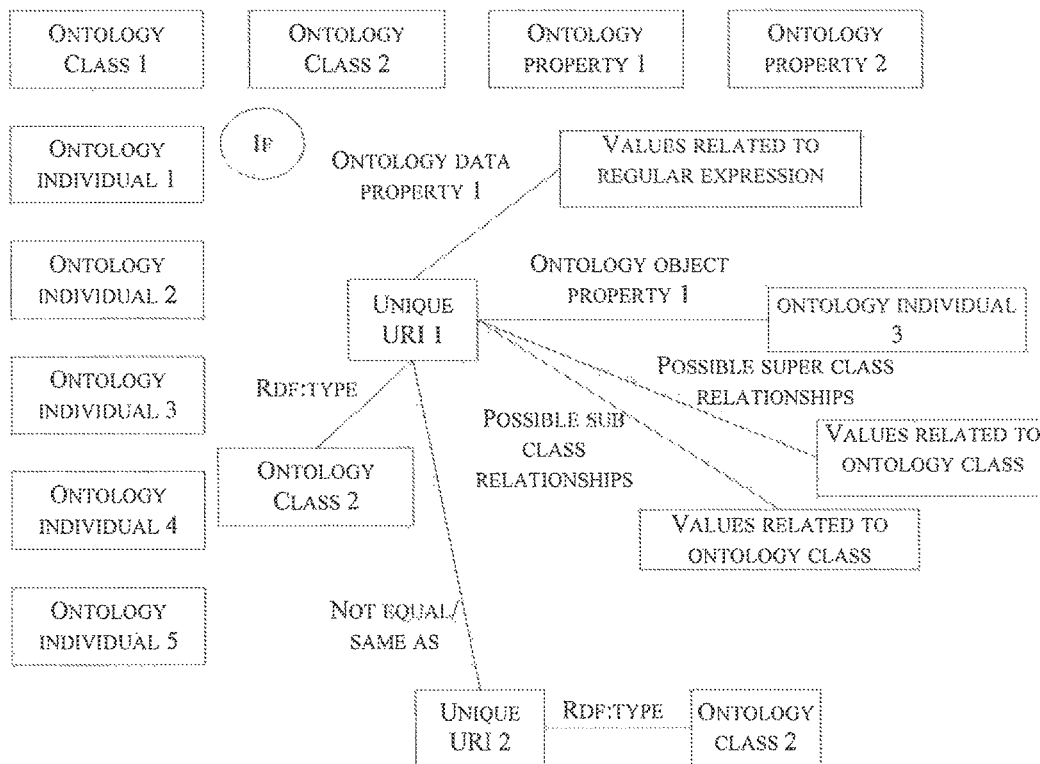 ONTOLOGY
CLASS 1
ONTOLOGY
CLASS 2
ONTOLOGY
PROPERTY 1
ONTOLOGY
PROPERTY 2
ONTOLOGY
INDIVIDUAL 1
IF
ONTOLOGY DATA
PROPERTY 1
VALUES RELATED TO
REGULAR EXPRESSION
ONTOLOGY
INDIVIDUAL 2
UNIQUE
URI 1
ONTOLOGY OBJECT
PROPERTY 1
ONTOLOGY INDIVIDUAL
3
ONTOLOGY
INDIVIDUAL 3
RDF:TYPE
POSSIBLE SUPER CLASS
RELATIONSHIPS
POSSIBLE SUB
CLASS
RELATIONSHIPS
VALUES RELATED TO
ONTOLOGY CLASS
ONTOLOGY
CLASS 2
ONTOLOGY
INDIVIDUAL 4
VALUES RELATED TO
ONTOLOGY CLASS
ONTOLOGY
INDIVIDUAL 5
NOT EQUAL/
SAME AS
UNIQUE
URI 2
RDF:TYPE
ONTOLOGY
CLASS 2